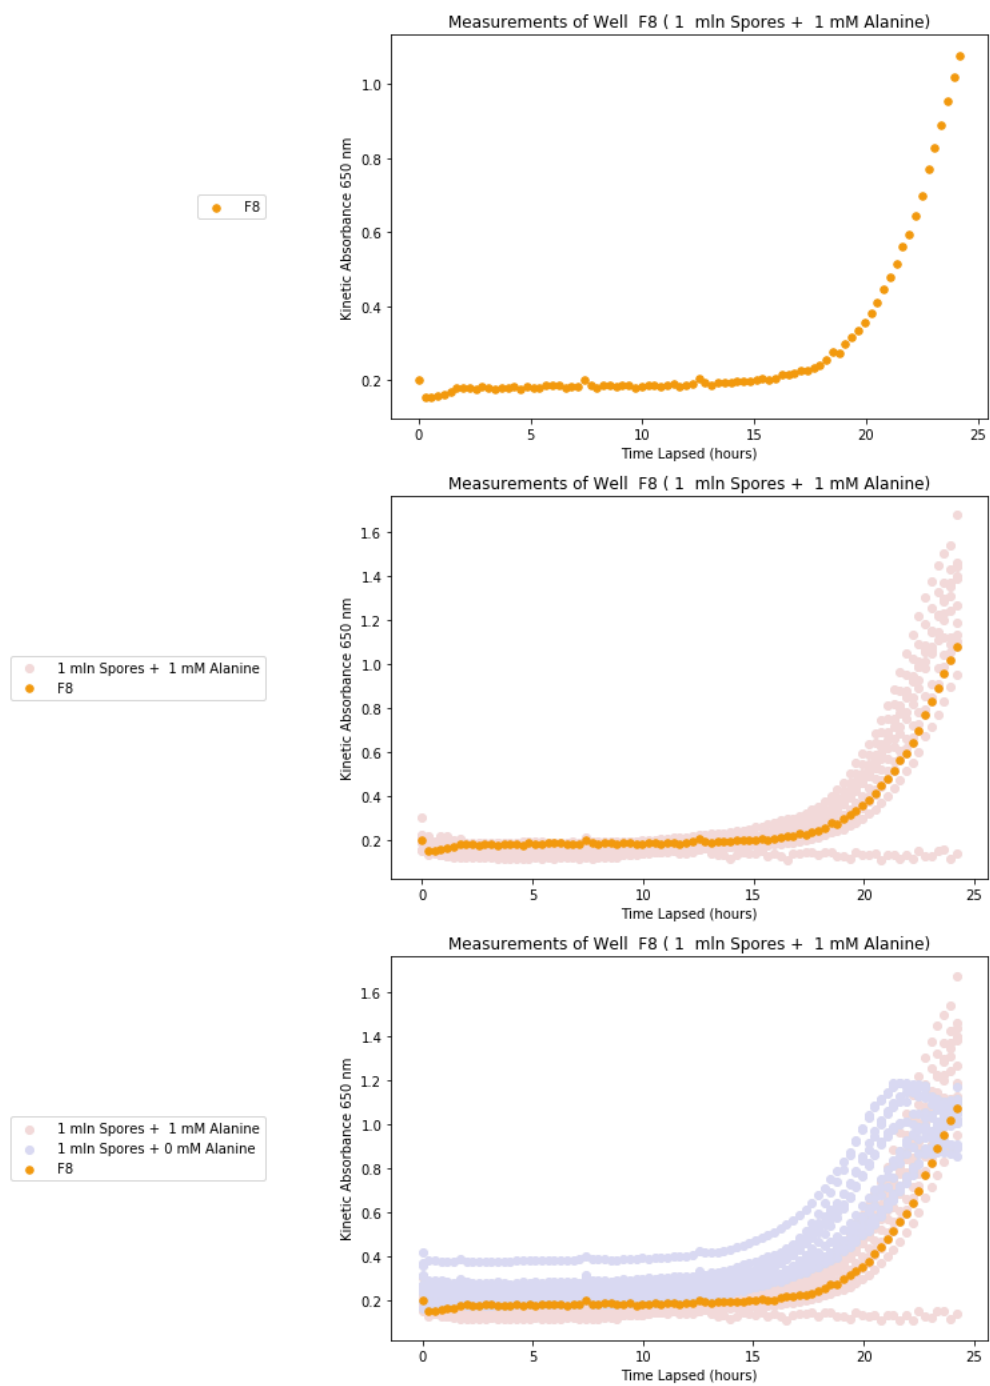 Measurements of Well  F8 ( 1  mln Spores +  1 mM Alanine)
F8
Kinetic Absorbance 650 nm
1.0
0.8
0.6
0.4
0.2
0 5 10 15 20 25
Time Lapsed (hours)
Measurements of Well  F8 ( 1  mln Spores +  1 mM Alanine)
1 mln Spores +  1 mM Alanine
F8
Kinetic Absorbance 650 nm
1.6
1.4
1.2
1.0
0.8
0.6
0.4
0.2
0 5 10 15 20 25
Time Lapsed (hours)
Measurements of Well  F8 ( 1  mln Spores +  1 mM Alanine)
1 mln Spores +  1 mM Alanine
1 mln Spores + 0 mM Alanine
F8
Kinetic Absorbance 650 nm
1.6
1.4
1.2
1.0
0.8
0.6
0.4
0.2
0 5 10 15 20 25
Time Lapsed (hours)